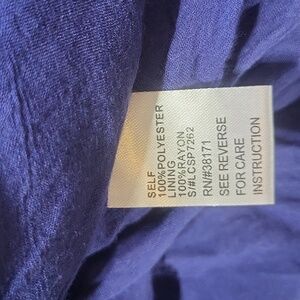 SELF
100%POLYESTER
LINING
100%RAYON
S/#LCSP7262
RN/#38171
SEE REVERSE
FOR CARE
INSTRUCTION